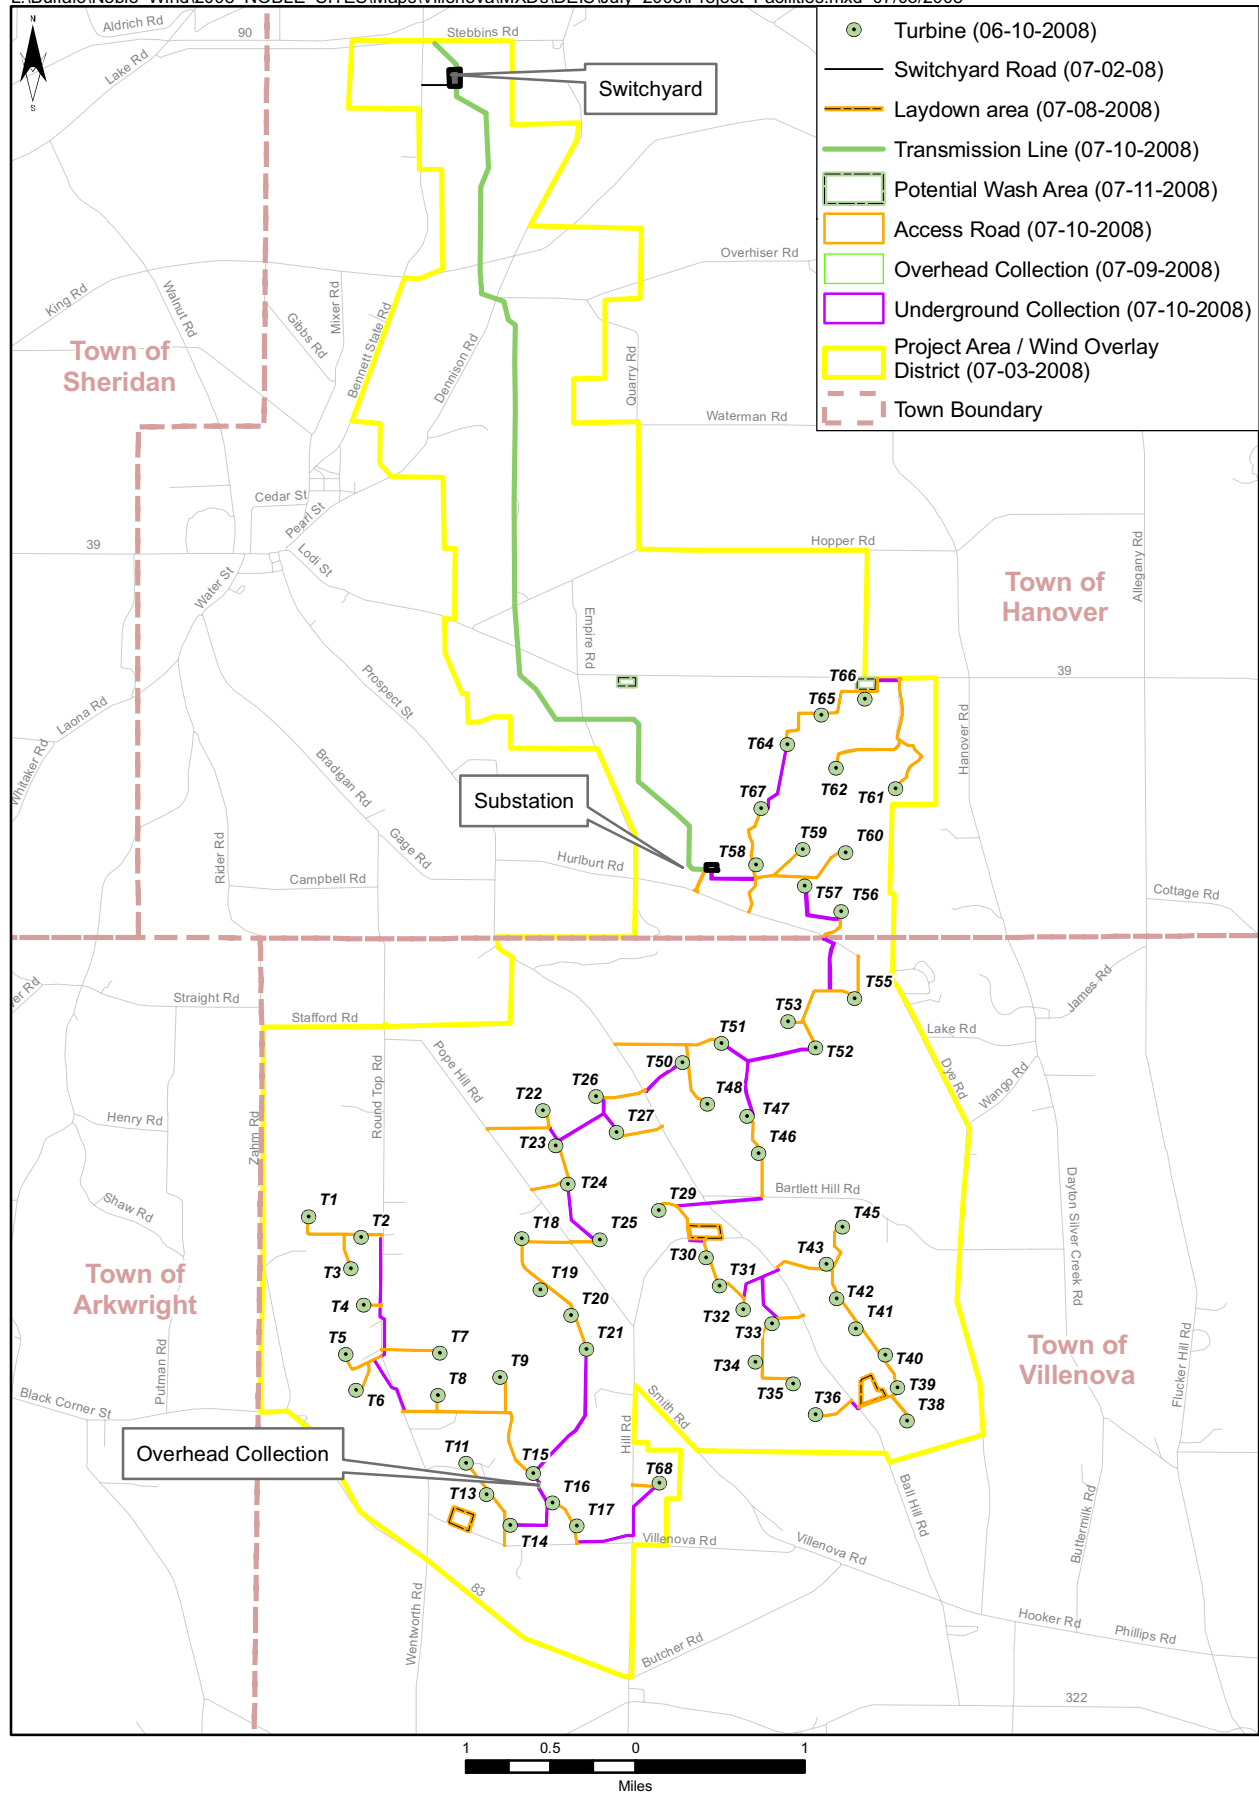 L:\Buffalo\Noble_Wind\2008_NOBLE_SITES\Maps\Villenova\MXDs\DEIS\July_2008\Project_Facilities.mxd
N
S
Turbine (06-10-2008)
Switchyard Road (07-02-08)
Laydown area (07-08-2008)
Transmission Line (07-10-2008)
Potential Wash Area (07-11-2008)
Access Road (07-10-2008)
Overhead Collection (07-09-2008)
Underground Collection (07-10-2008)
Project Area / Wind Overlay
District (07-03-2008)
Town Boundary
Aldrich Rd
90
Stebbins Rd
Lake Rd
Switchyard
Overhiser Rd
King Rd
Walnut Rd
Gibbs Rd
Mixer Rd
Bennett State Rd
Dennison Rd
Quarry Rd
Town of
Sheridan
Waterman Rd
Cedar St
Pearl St
39
Lodi St
Hopper Rd
Water St
Allegany Rd
Town of
Hanover
Empire Rd
Prospect St
T66
39
T65
Laona Rd
Hanover Rd
T64
Whitaker Rd
Bradigan Rd
T62
T61
T67
Substation
Gage Rd
Rider Rd
T59
T60
T58
Hurlburt Rd
Campbell Rd
T57
T56
Cottage Rd
er Rd
Straight Rd
T55
James Rd
Stafford Rd
T53
Lake Rd
T51
T52
Pope Hill Rd
T50
Round Top Rd
Dye Rd
Wango Rd
T26
T48
T22
T27
T47
Henry Rd
Zahm Rd
T23
T46
T24
Bartlett Hill Rd
Dayton Silver Creek Rd
Shaw Rd
T1
T29
T2
T18
T25
T45
T3
T30
T43
Town of
Arkwright
T31
T19
T42
T4
T20
T32
T41
T33
T5
T7
T21
T34
T40
Town of
Villenova
Putman Rd
T9
T8
T35
T39
T6
T36
T38
Flucker Hill Rd
Black Corner St
Smith Rd
Hill Rd
Overhead Collection
T11
T15
T68
T13
T16
T17
T14
Ball Hill Rd
Buttermilk Rd
Villenova Rd
Villenova Rd
83
Wentworth Rd
Hooker Rd
Phillips Rd
Butcher Rd
322
1
0.5
0
1
Miles